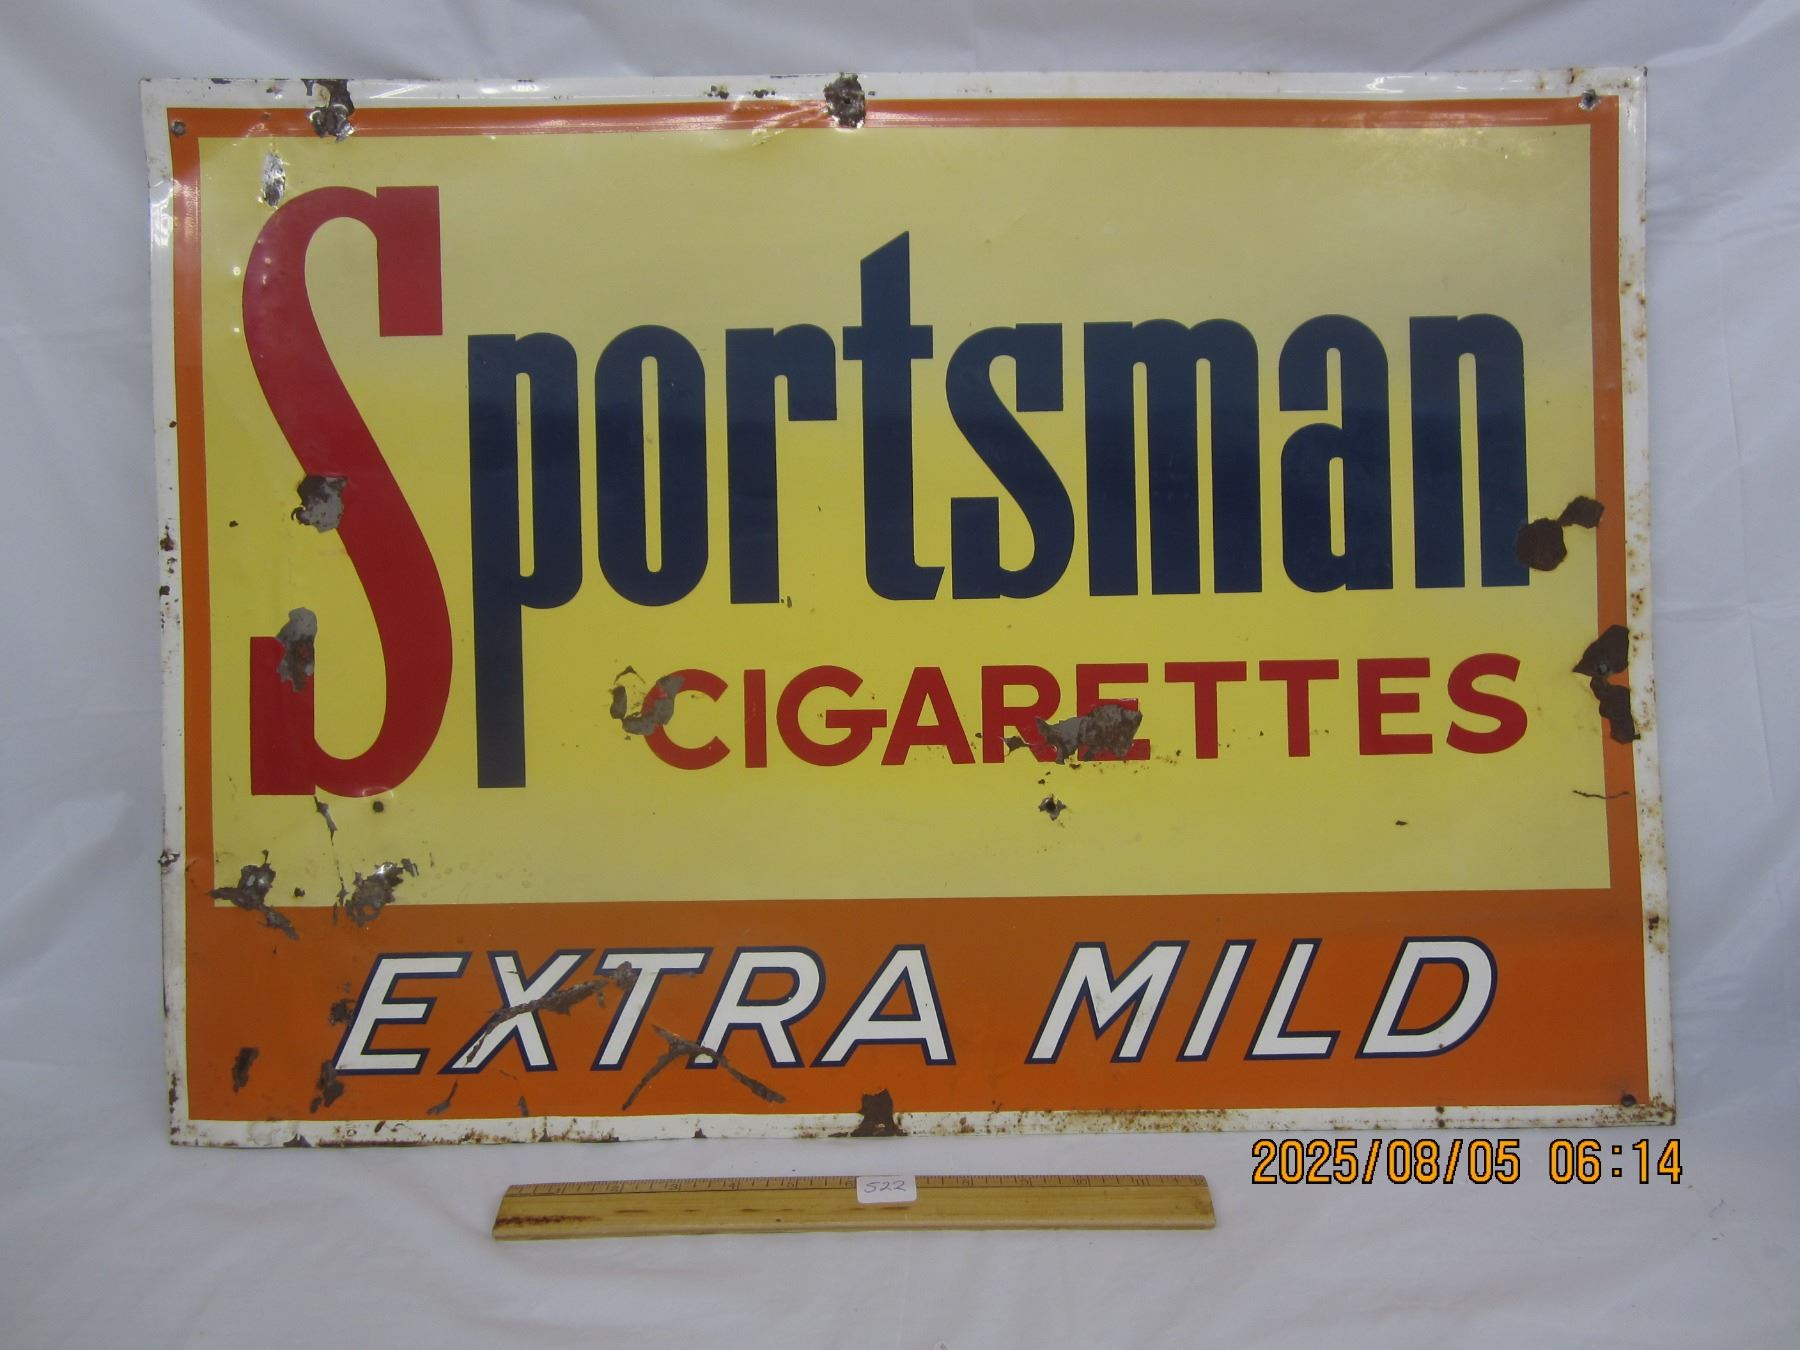 Sportsman
CIGARETTES
EXTRA MILD
2025/08/05 06:14
522